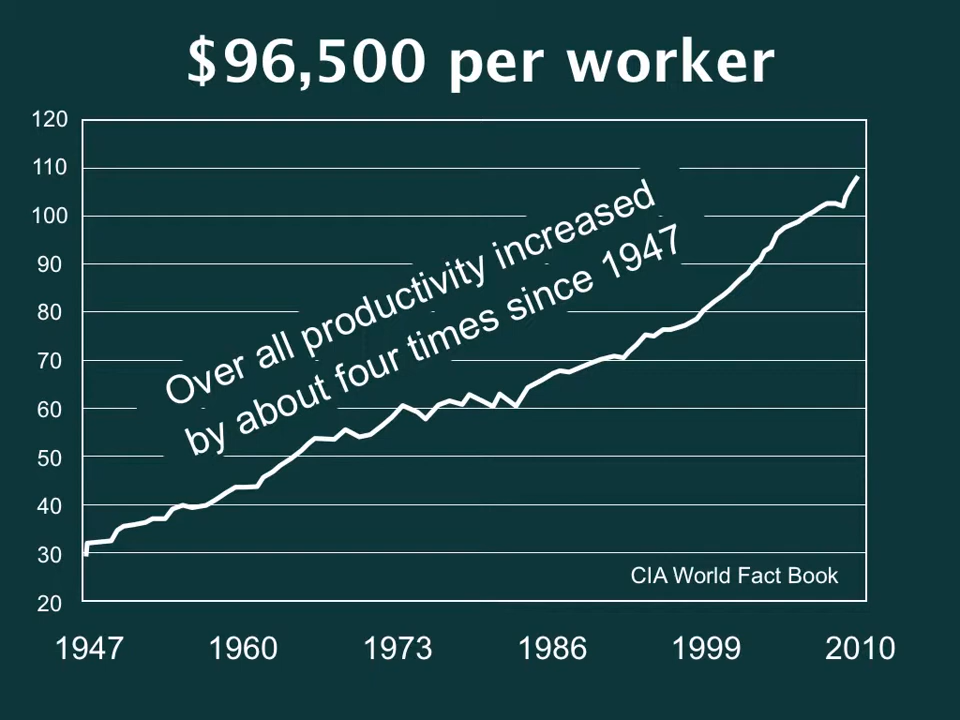 $96,500 per worker
120
110
100
90
80
70
60
50
40
30
20
Over all productivity increased
by about four times since 1947
CIA World Fact Book
1947 1960 1973 1986 1999 2010